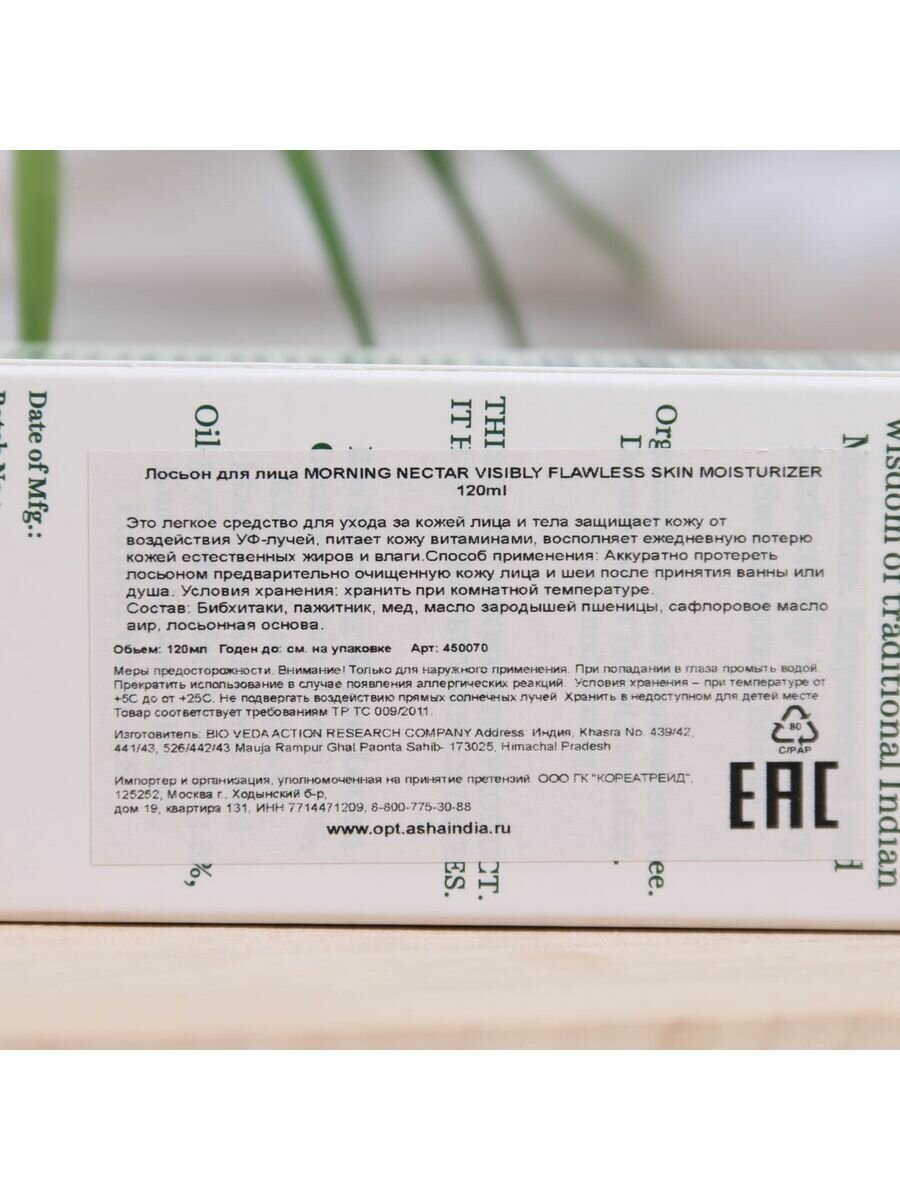 Лосьон для лица MORNING NECTAR VISIBLY FLAWLESS SKIN MOISTURIZER
120ml
Это легкое средство для ухода за кожей лица и тела защищает кожу от
воздействия УФ-лучей, питает кожу витаминами, восполняет ежедневную потерю
кожей естественных жиров и влаги.Способ применения: Аккуратно протереть
лосьоном предварительно очищенную кожу лица и шеи после принятия ванны или
душа. Условия хранения: хранить при комнатной температуре.
Состав: Бибхитаки, пажитник, мед, масло зародышей пшеницы, сафлоровое масло
аир, лосьонная основа.
Объем: 120мл Годен до: см. на упаковке Арт: 450070
Меры предосторожности. Внимание! Только для наружного применения. При попадании в глаза промыть водой.
Прекратить использование в случае появления аллергических реакций. Условия хранения – при температуре от
+5С до от +25С. Не подвергать воздействию прямых солнечных лучей Хранить в недоступном для детей месте
Товар соответствует требованиям ТР ТС 009/2011.
Изготовитель: BIO VEDA ACTION RESEARCH COMPANY Address Индия, Khasra No. 439/42,
441/43, 526/442/43 Mauja Rampur Ghat Paonta Sahib- 173025, Himachal Pradesh
Импортер и организация, уполномоченная на принятие претензий. ООО ГК "КОРЕАТРЕЙД",
125252, Москва г., Ходынский б-р,
дом 19, квартира 131, ИНН 7714471209, 8-800-775-30-88
www.opt.ashaindia.ru
80
C/PAP
EAC
Date of Mfg.:
Oil
%,
CT.
ES.
ee.
wisdom of traditional Indian